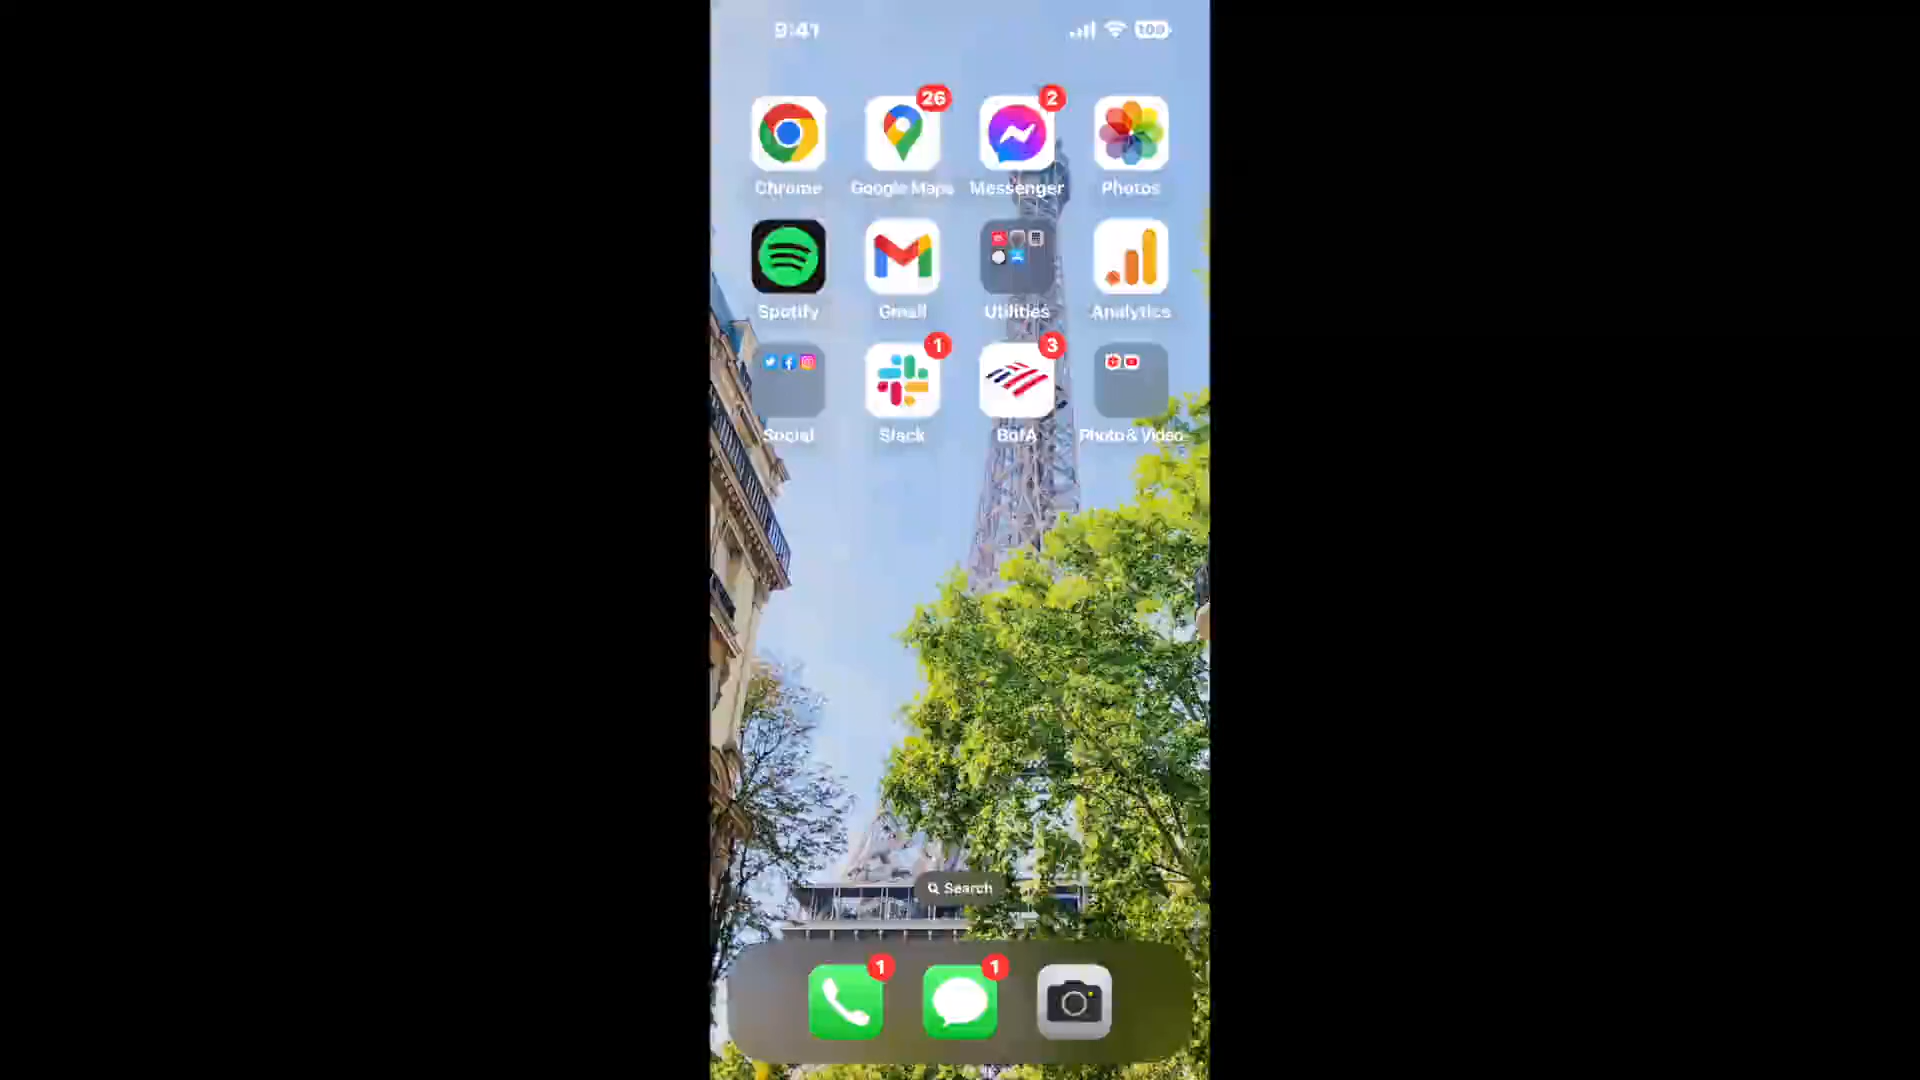 9:41
100
26
2
Chrome
Google Maps
Messenger
Photos
Spotify
Gmail
Utilities
Analytics
1
3
Social
Slack
BofA
Photo & Video
Search
1
1